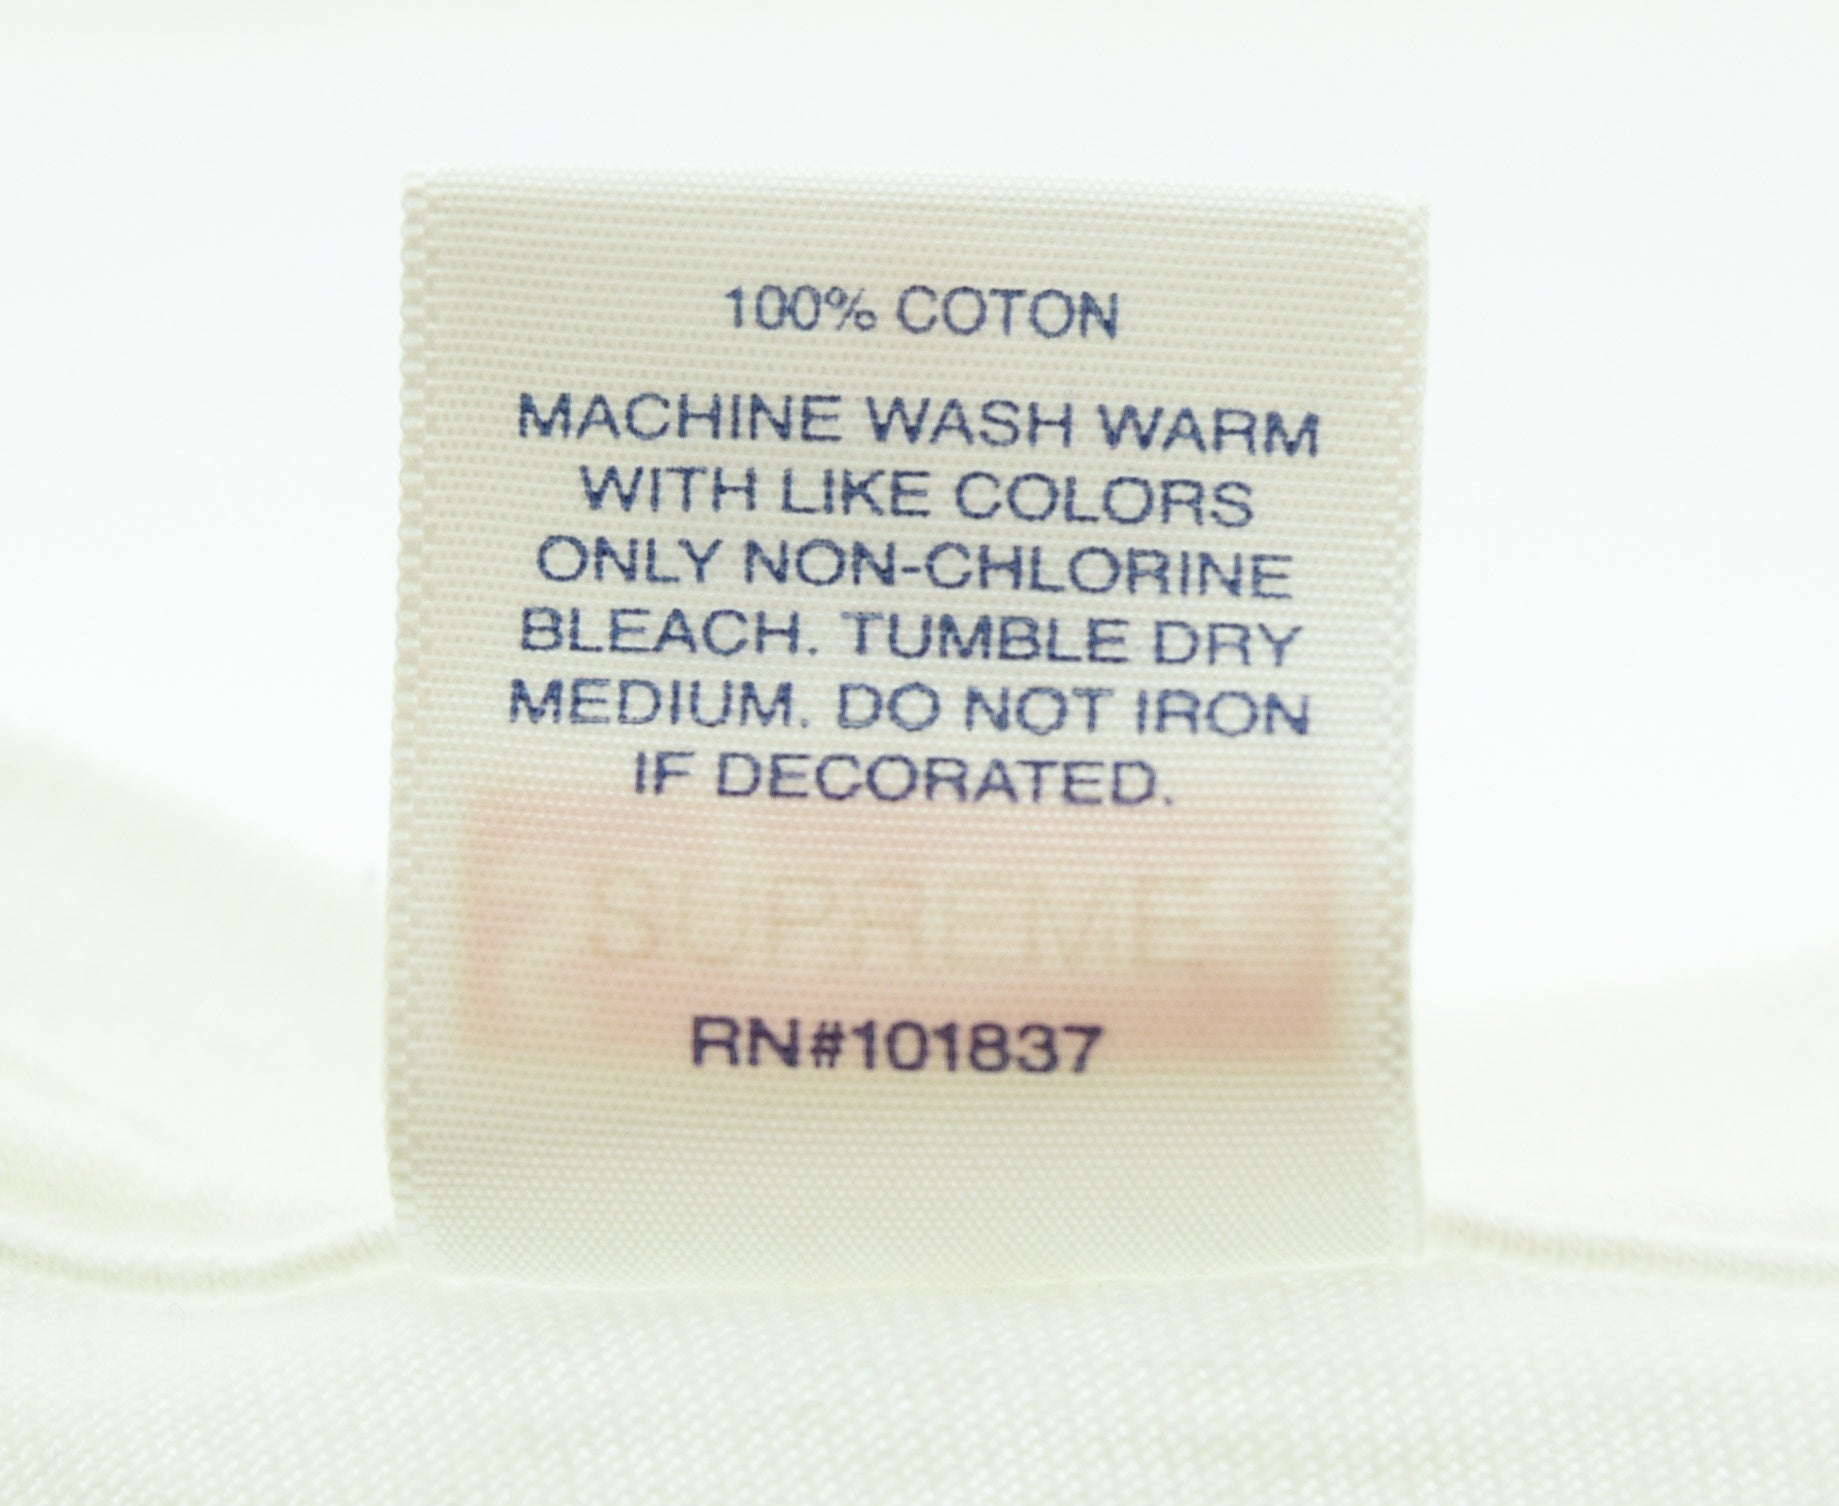 100% COTON
MACHINE WASH WARM
WITH LIKE COLORS
ONLY NON-CHLORINE
BLEACH. TUMBLE DRY
MEDIUM. DO NOT IRON
IF DECORATED.
SUPREME
RN#101837